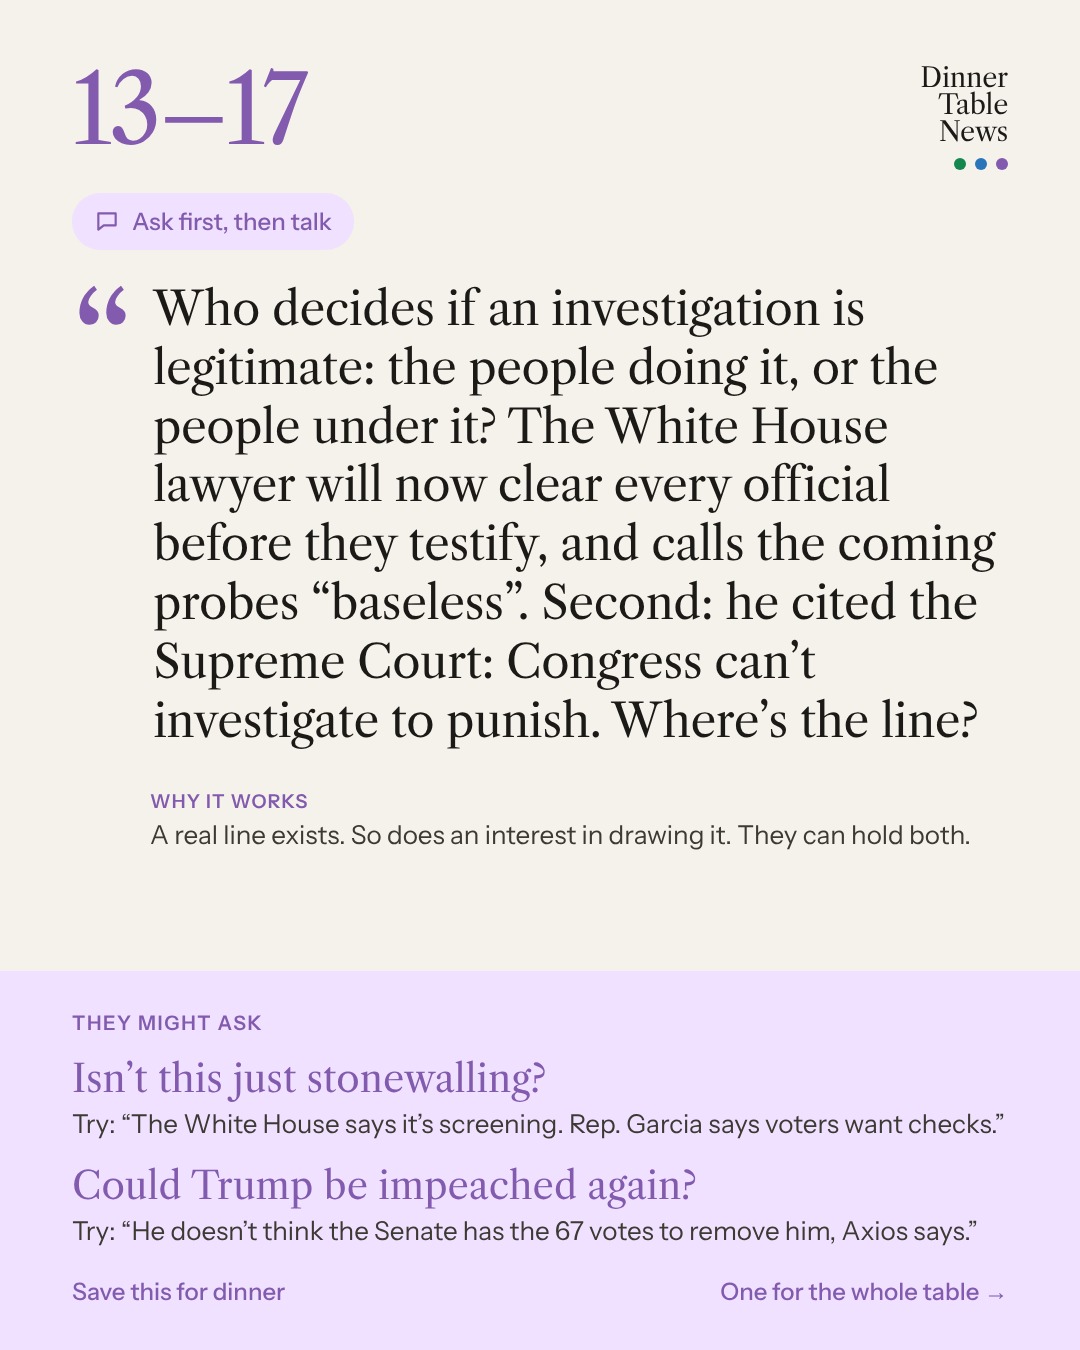 13–17
Dinner
Table
News
Ask first, then talk
“ Who decides if an investigation is
legitimate: the people doing it, or the
people under it? The White House
lawyer will now clear every official
before they testify, and calls the coming
probes “baseless”. Second: he cited the
Supreme Court: Congress can’t
investigate to punish. Where’s the line?
WHY IT WORKS
A real line exists. So does an interest in drawing it. They can hold both.
THEY MIGHT ASK
Isn’t this just stonewalling?
Try: “The White House says it’s screening. Rep. Garcia says voters want checks.”
Could Trump be impeached again?
Try: “He doesn’t think the Senate has the 67 votes to remove him, Axios says.”
Save this for dinner
One for the whole table →